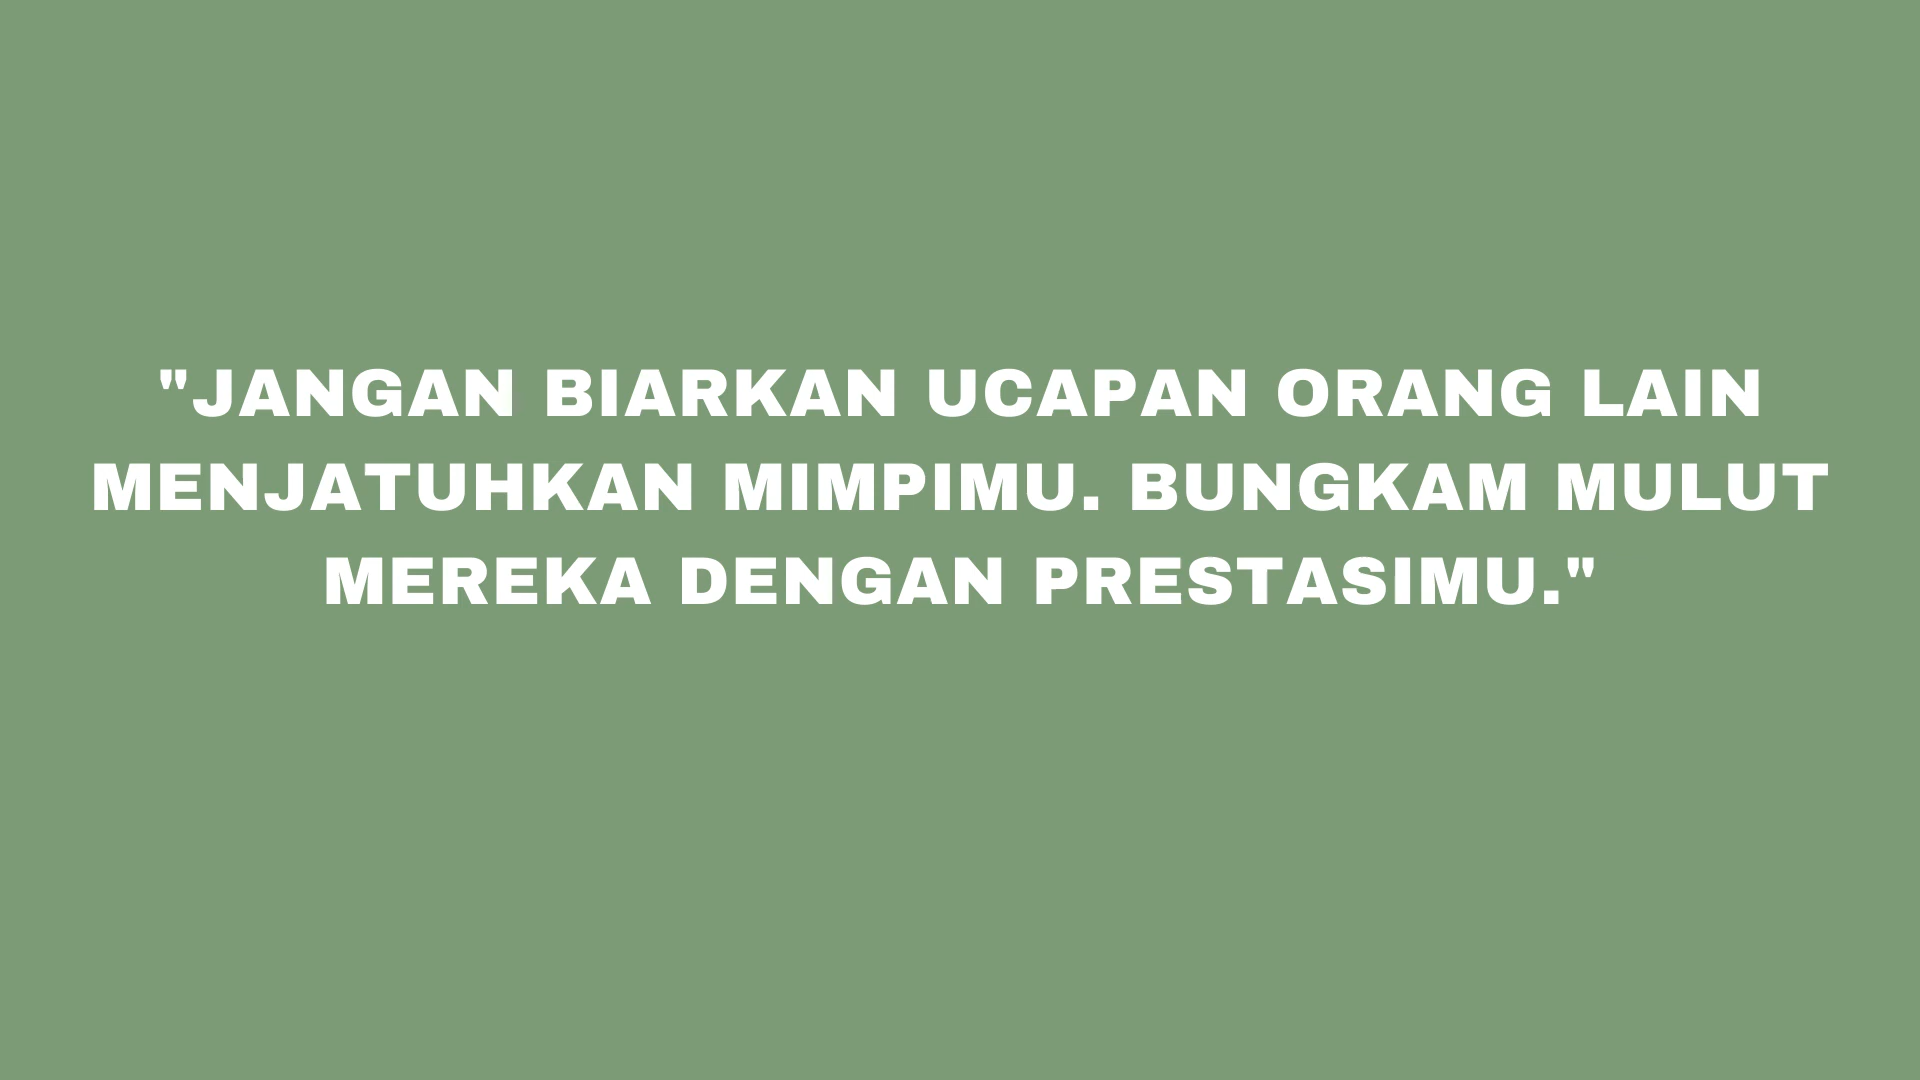 "JANGAN BIARKAN UCAPAN ORANG LAIN
MENJATUHKAN MIMPIMU. BUNGKAM MULUT
MEREKA DENGAN PRESTASIMU."